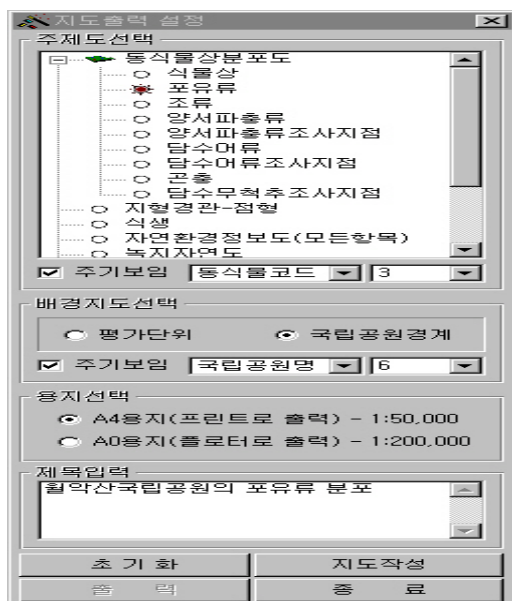 지도출력 설정
주제도선택
동식물상분포도
식물상
포유류
조류
양서파충류
양서파충류조사지점
담수어류
담수어류조사지점
곤충
담수무척추조사지점
지형경관-점형
식생
자연환경정보도(모든항목)
녹지자연도
주기보임 동식물코드 3
배경지도선택
평가단위 국립공원경계
주기보임 국립공원명 6
용지선택
A4용지(프린트로 출력) - 1:50,000
A0용지(플로터로 출력) - 1:200,000
제목입력
월악산국립공원의 포유류 분포
초 기 화 지도작성
출 력 종 료